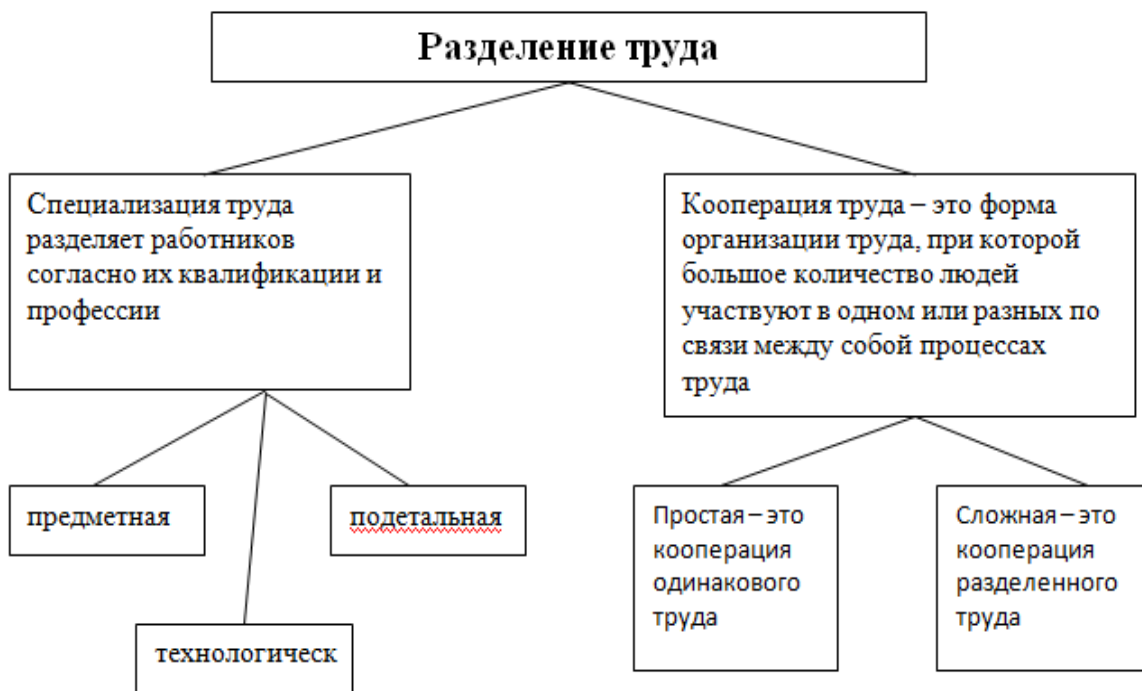 Разделение труда
Специализация труда
разделяет работников
согласно их квалификации и
профессии
Кооперация труда – это форма
организации труда, при которой
большое количество людей
участвуют в одном или разных по
связи между собой процессах
труда
предметная
подетальная
технологическ
Простая – это
кооперация
одинакового
труда
Сложная – это
кооперация
разделенного
труда